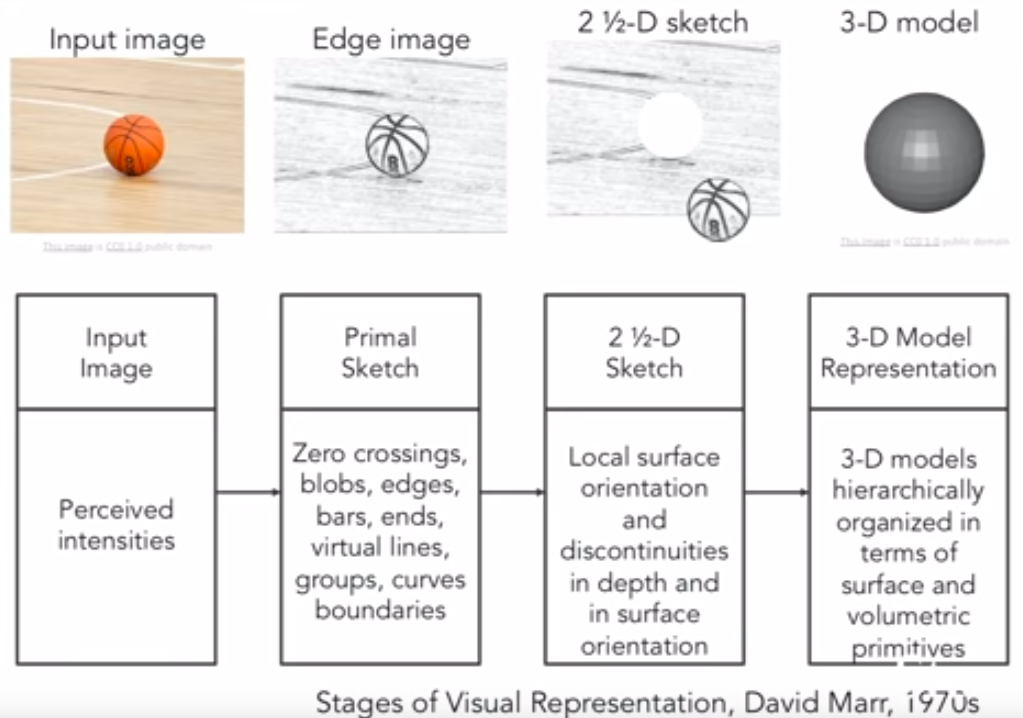 Input image
Edge image
2 ½-D sketch
3-D model
8
8
8
This image is CC0 1.0 public domain
This image is CC0 1.0 public domain
Input
Image
Perceived
intensities
Primal
Sketch
Zero crossings,
blobs, edges,
bars, ends,
virtual lines,
groups, curves
boundaries
2 ½-D
Sketch
Local surface
orientation
and
discontinuities
in depth and
in surface
orientation
3-D Model
Representation
3-D models
hierarchically
organized in
terms of
surface and
volumetric
primitives
Stages of Visual Representation, David Marr, 1970s